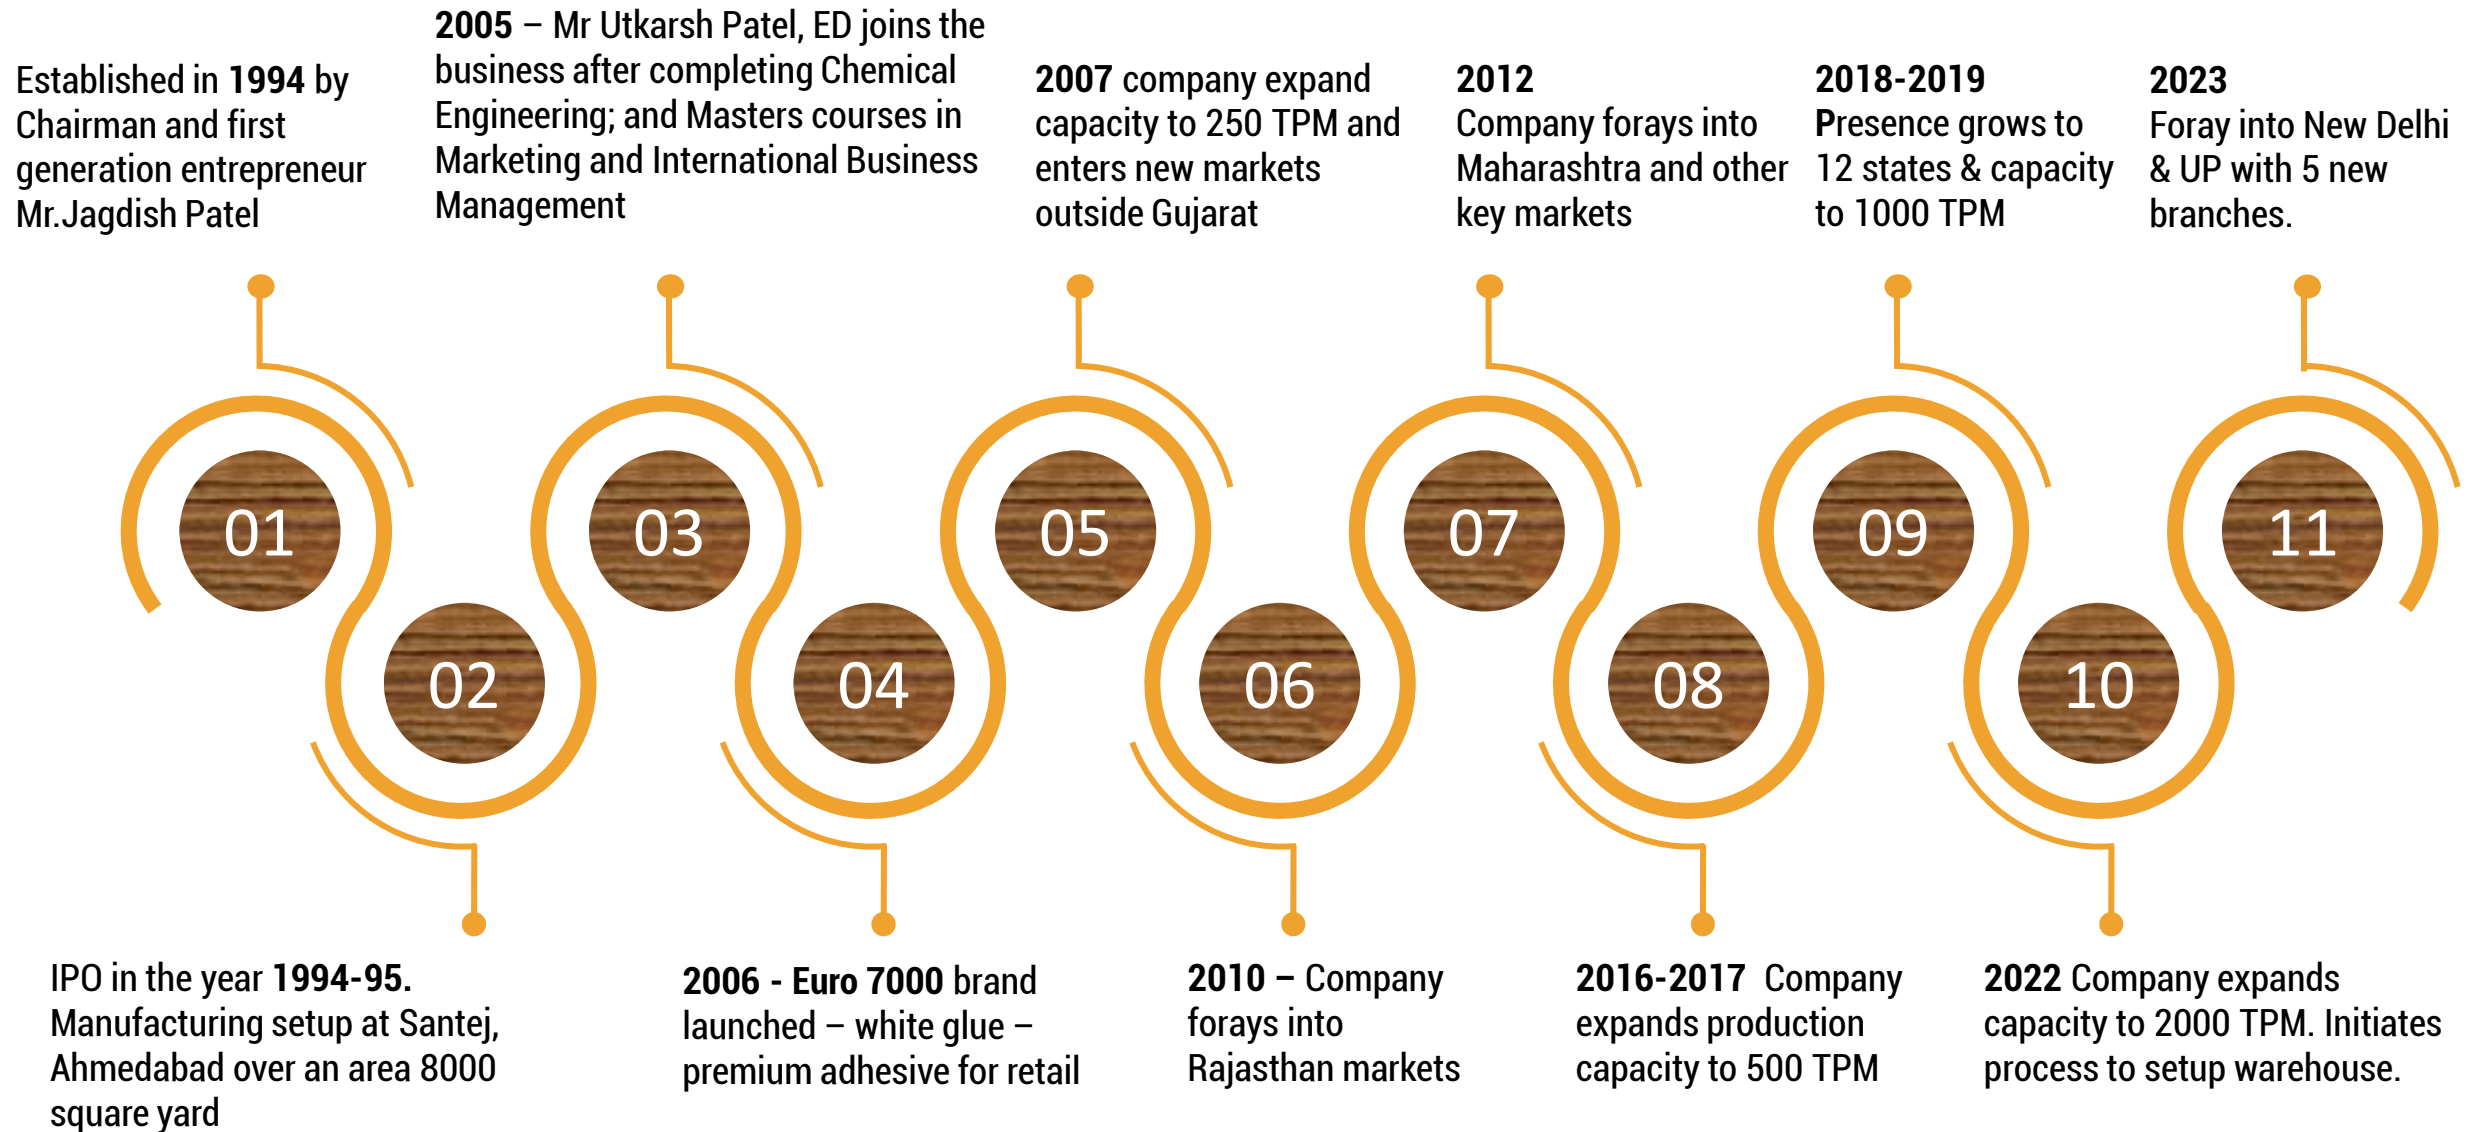 Established in 1994 by
Chairman and first
generation entrepreneur
Mr.Jagdish Patel
2005 – Mr Utkarsh Patel, ED joins the
business after completing Chemical
Engineering; and Masters courses in
Marketing and International Business
Management
2007 company expand
capacity to 250 TPM and
enters new markets
outside Gujarat
2012
Company forays into
Maharashtra and other
key markets
2018-2019
Presence grows to
12 states & capacity
to 1000 TPM
2023
Foray into New Delhi
& UP with 5 new
branches.
01
02
03
04
05
06
07
08
09
10
11
IPO in the year 1994-95.
Manufacturing setup at Santej,
Ahmedabad over an area 8000
square yard
2006 - Euro 7000 brand
launched – white glue –
premium adhesive for retail
2010 – Company
forays into
Rajasthan markets
2016-2017 Company
expands production
capacity to 500 TPM
2022 Company expands
capacity to 2000 TPM. Initiates
process to setup warehouse.